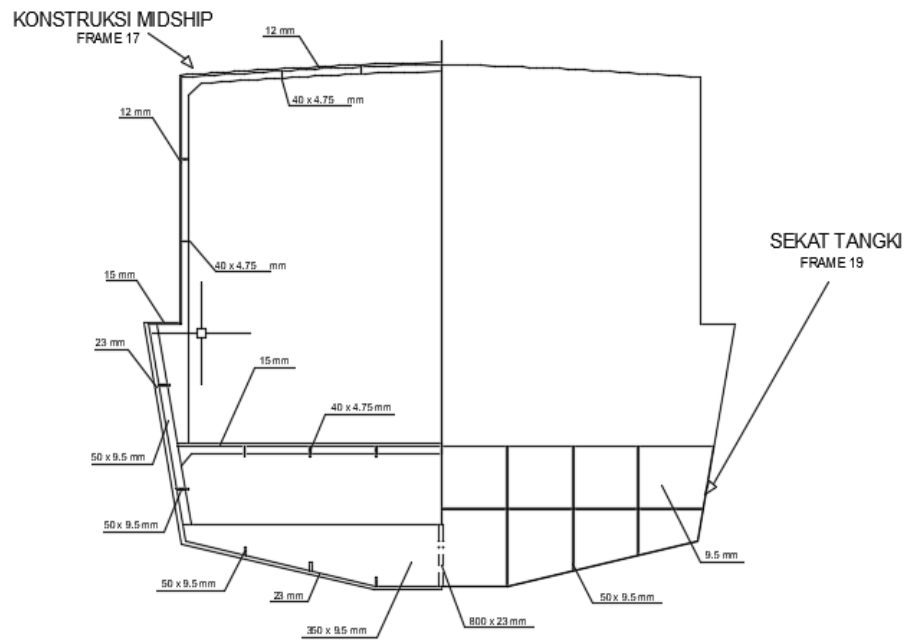 KONSTRUKSI MIDSHIP
FRAME 17
12 mm
40 x 4.75 mm
12 mm
40 x 4.75 mm
15 mm
23 mm
15 mm
40 x 4.75 mm
50 x 9.5 mm
50 x 9.5 mm
50 x 9.5 mm
23 mm
350 x 9.5 mm
800 x 23 mm
50 x 9.5 mm
9.5 mm
SEKAT TANGKI
FRAME 19